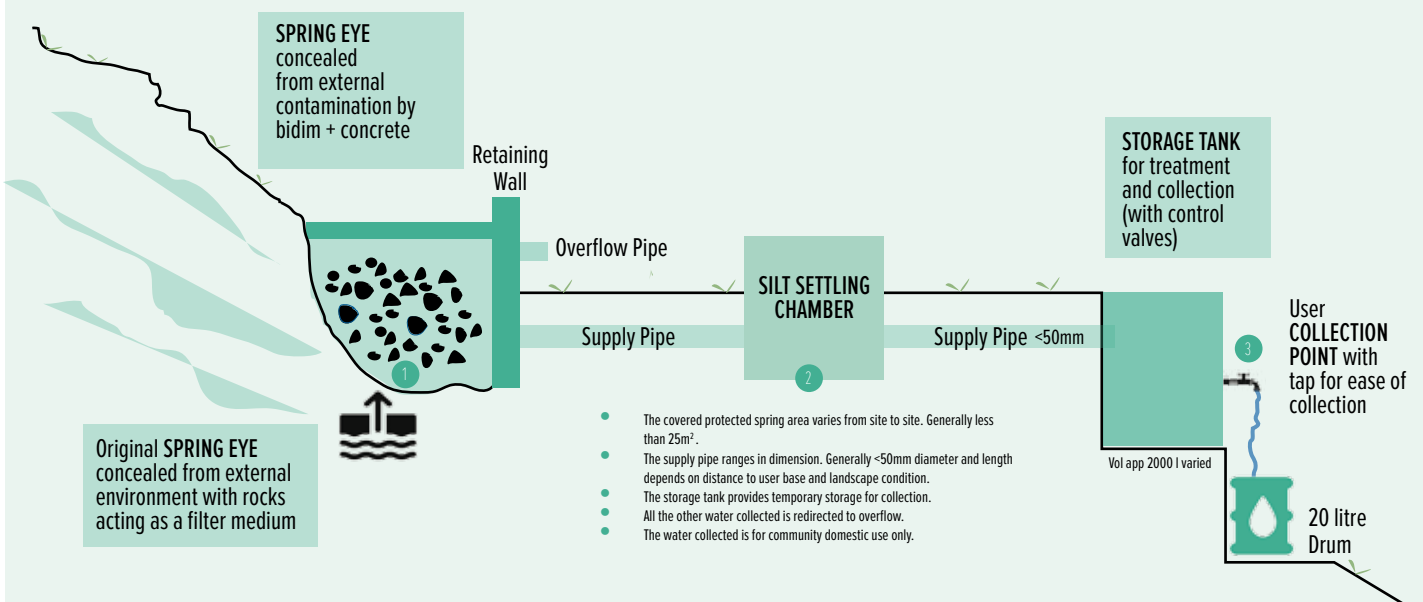 SPRING EYE
concealed
from external
contamination by
bidim + concrete
Retaining
Wall
Overflow Pipe
Supply Pipe
SILT SETTLING
CHAMBER
Supply Pipe <50mm
STORAGE TANK
for treatment
and collection
(with control
valves)
User
COLLECTION
POINT with
tap for ease of
collection
1
2
3
Original SPRING EYE
concealed from external
environment with rocks
acting as a filter medium
• The covered protected spring area varies from site to site. Generally less
than 25m².
• The supply pipe ranges in dimension. Generally <50mm diameter and length
depends on distance to user base and landscape condition.
• The storage tank provides temporary storage for collection.
• All the other water collected is redirected to overflow.
• The water collected is for community domestic use only.
Vol app 2000 l varied
20 litre
Drum